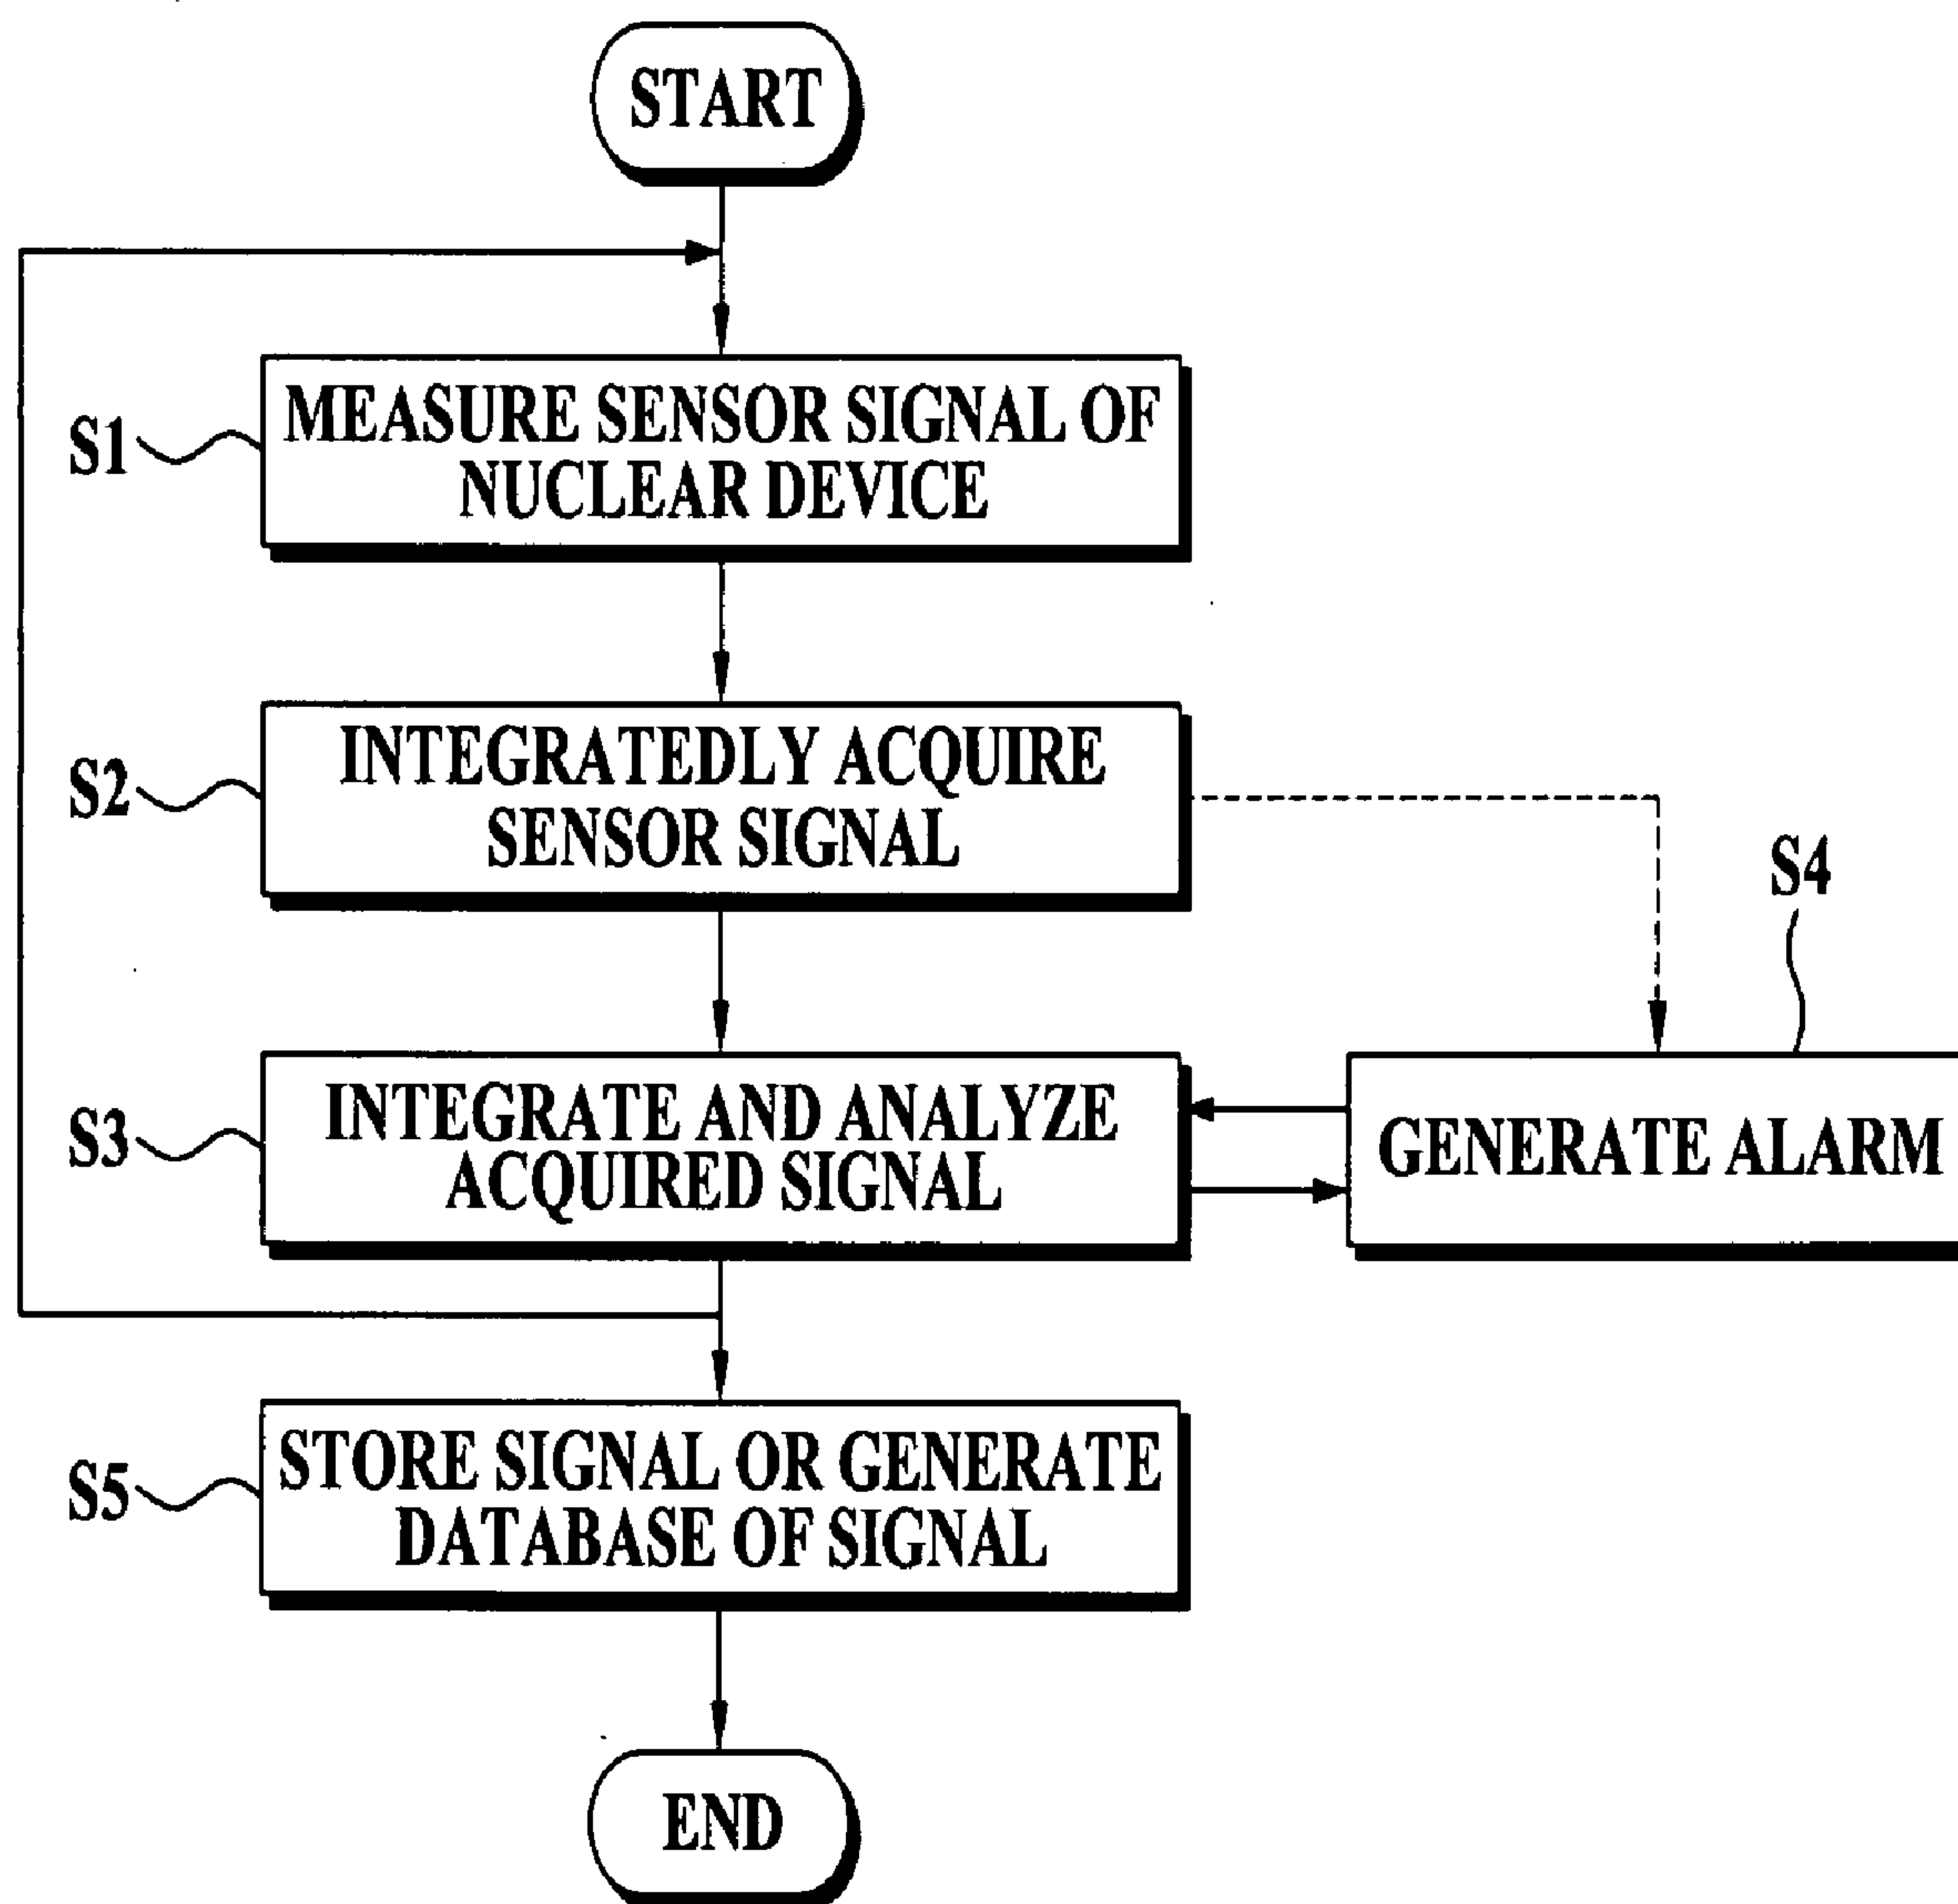 START
S1
MEASURE SENSOR SIGNAL OF
NUCLEAR DEVICE
S2
INTEGRATEDLY ACQUIRE
SENSOR SIGNAL
S4
S3
INTEGRATE AND ANALYZE
ACQUIRED SIGNAL
GENERATE ALARM
S5
STORE SIGNAL OR GENERATE
DATABASE OF SIGNAL
END